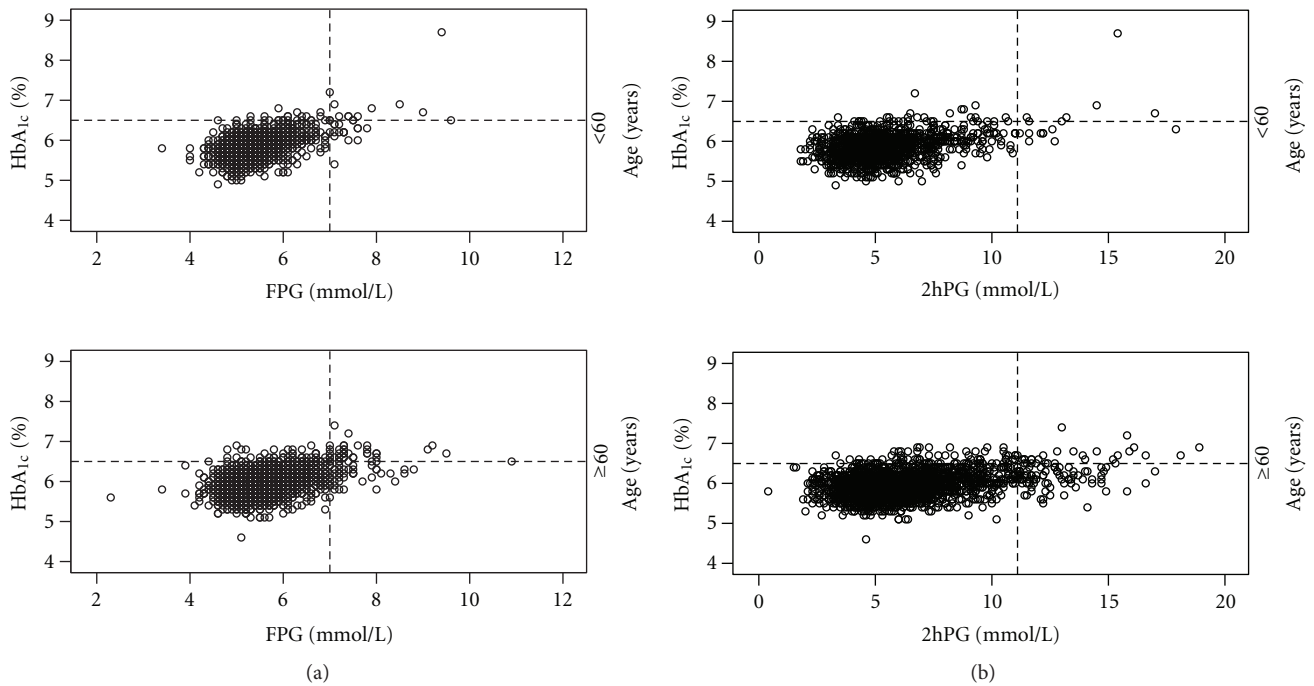 9
8
7
6
5
4
HbA1c (%)
2 4 6 8 10 12
FPG (mmol/L)
<60
Age (years)
9
8
7
6
5
4
HbA1c (%)
0 5 10 15 20
2hPG (mmol/L)
<60
Age (years)
9
8
7
6
5
4
HbA1c (%)
2 4 6 8 10 12
FPG (mmol/L)
≥60
Age (years)
(a)
9
8
7
6
5
4
HbA1c (%)
0 5 10 15 20
2hPG (mmol/L)
≥60
Age (years)
(b)